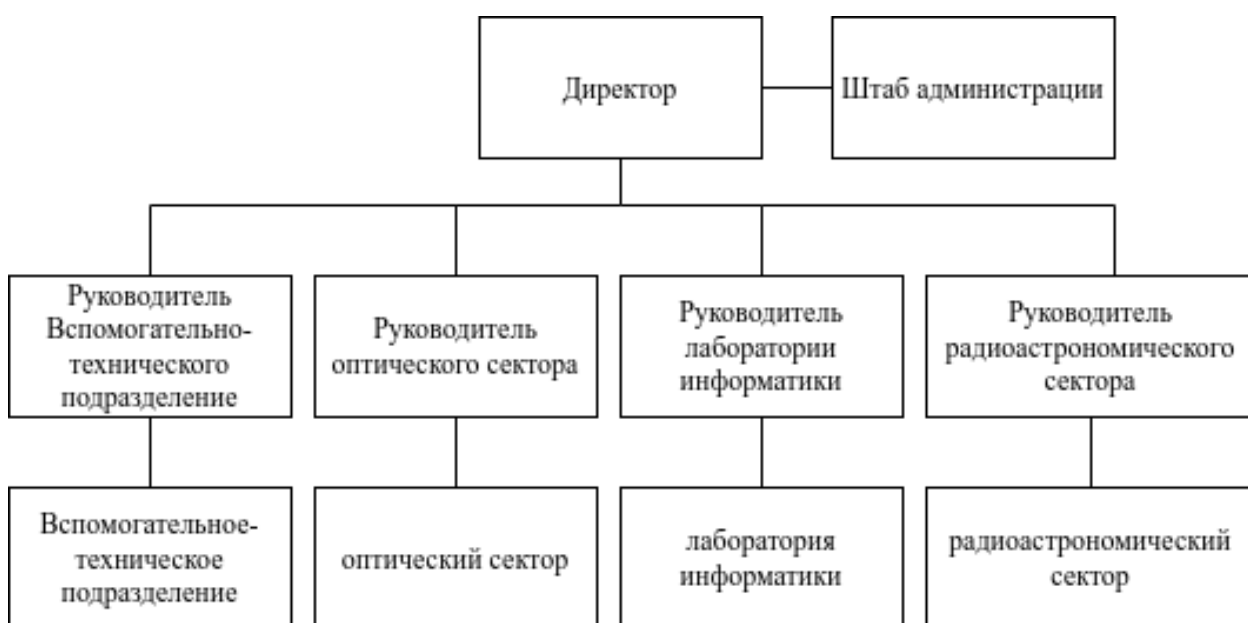 Директор
Штаб администрации
Руководитель
Вспомогательно-
технического
подразделение
Руководитель
оптического сектора
Руководитель
лаборатории
информатики
Руководитель
радиоастрономического
сектора
Вспомогательное-
техническое
подразделение
оптический сектор
лаборатория
информатики
радиоастрономический
сектор